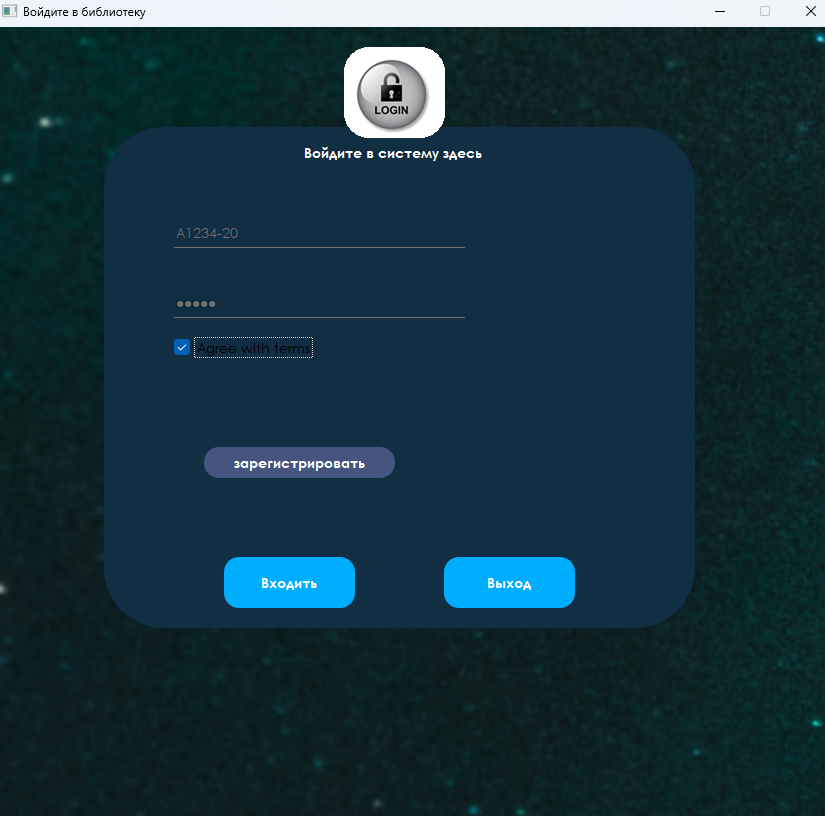 Войдите в библиотеку
LOGIN
Войдите в систему здесь
A1234-20
●●●●●
Agree with terms
зарегистрировать
Входить
Выход